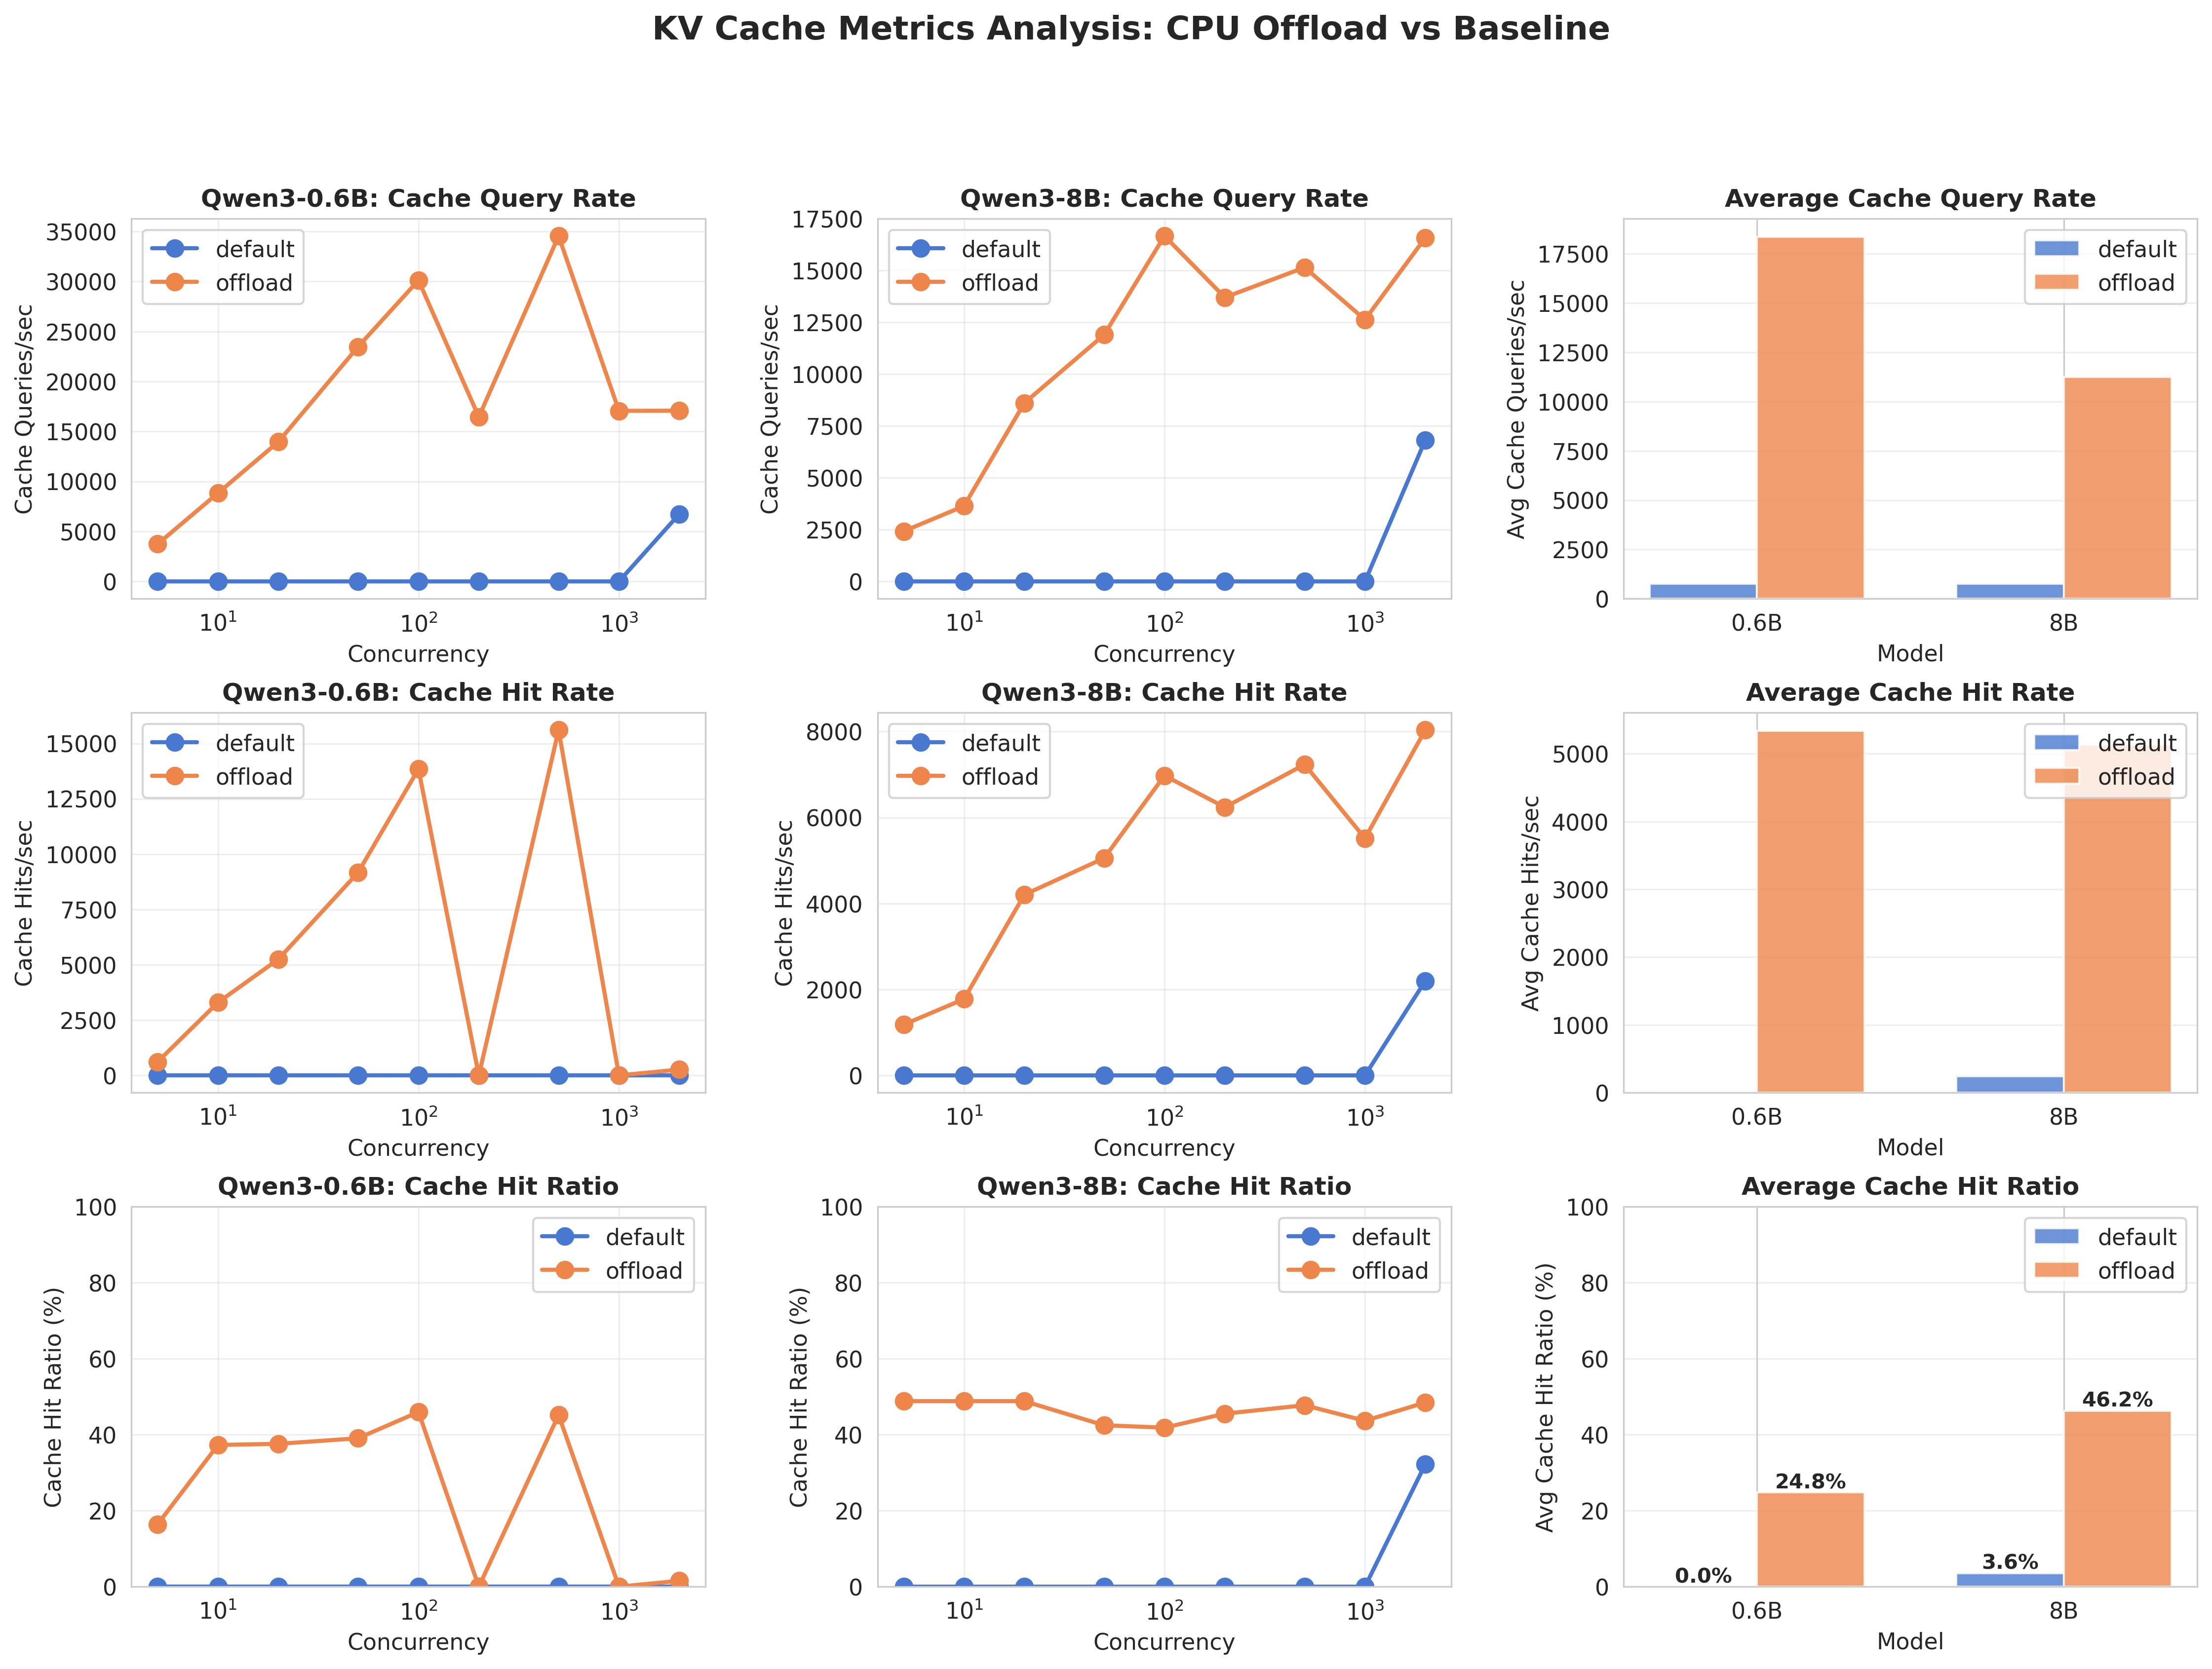 KV Cache Metrics Analysis: CPU Offload vs Baseline
Qwen3-0.6B: Cache Query Rate
35000
30000
25000
20000
15000
10000
5000
0
Cache Queries/sec
default
offload
10¹
10²
10³
Concurrency
Qwen3-8B: Cache Query Rate
17500
15000
12500
10000
7500
5000
2500
0
Cache Queries/sec
default
offload
10¹
10²
10³
Concurrency
Average Cache Query Rate
17500
15000
12500
10000
7500
5000
2500
0
Avg Cache Queries/sec
default
offload
0.6B
8B
Model
Qwen3-0.6B: Cache Hit Rate
15000
12500
10000
7500
5000
2500
0
Cache Hits/sec
default
offload
10¹
10²
10³
Concurrency
Qwen3-8B: Cache Hit Rate
8000
6000
4000
2000
0
Cache Hits/sec
default
offload
10¹
10²
10³
Concurrency
Average Cache Hit Rate
5000
4000
3000
2000
1000
0
Avg Cache Hits/sec
default
offload
0.6B
8B
Model
Qwen3-0.6B: Cache Hit Ratio
100
80
60
40
20
0
Cache Hit Ratio (%)
default
offload
10¹
10²
10³
Concurrency
Qwen3-8B: Cache Hit Ratio
100
80
60
40
20
0
Cache Hit Ratio (%)
default
offload
10¹
10²
10³
Concurrency
Average Cache Hit Ratio
100
80
60
40
20
0
Avg Cache Hit Ratio (%)
default
offload
0.0%
24.8%
3.6%
46.2%
0.6B
8B
Model